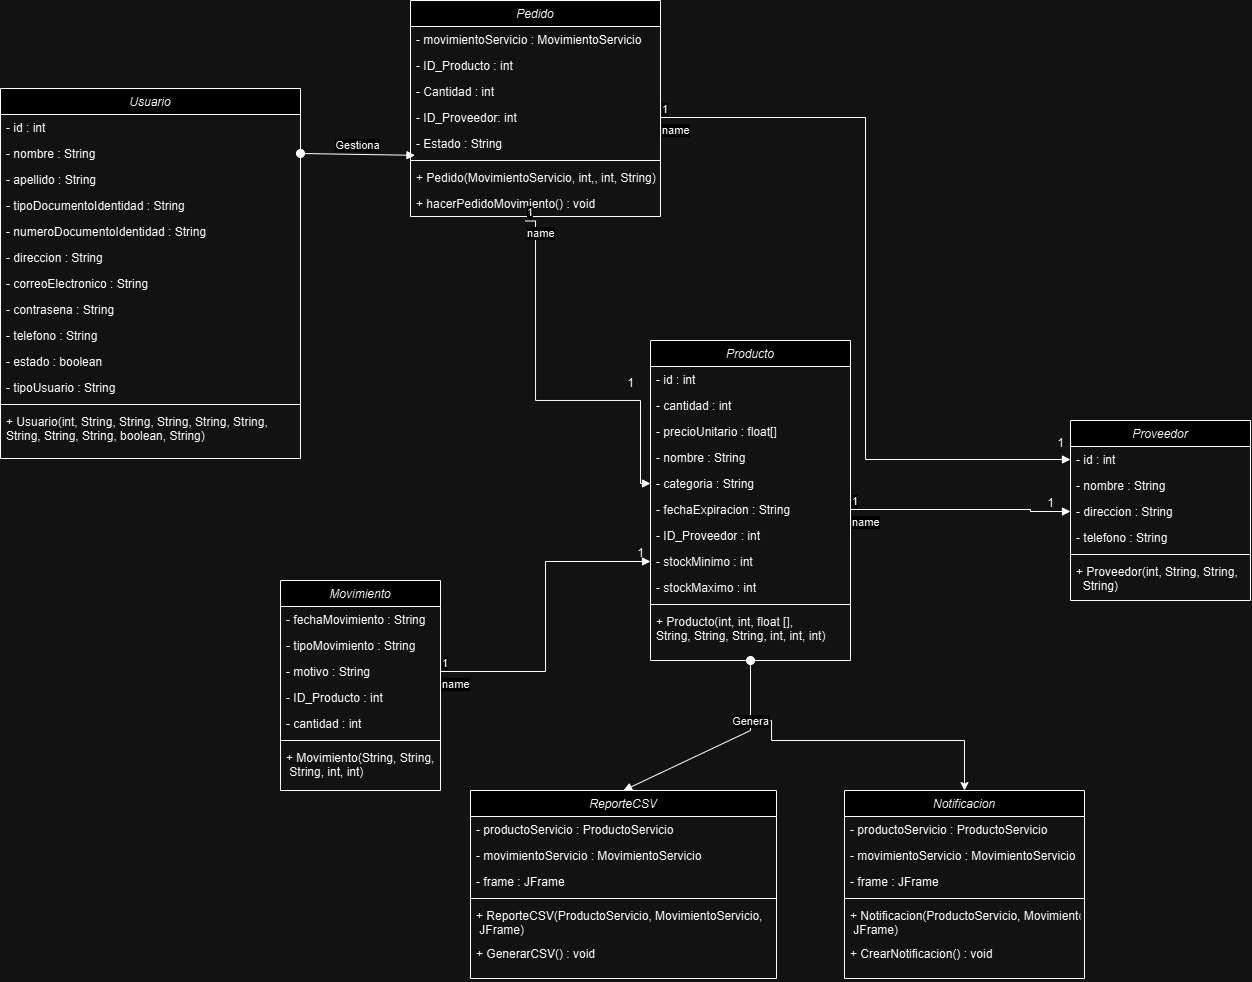 Pedido
- movimientoServicio : MovimientoServicio
- ID_Producto : int
- Cantidad : int
- ID_Proveedor: int
- Estado : String
+ Pedido(MovimientoServicio, int,, int, String)
+ hacerPedidoMovimiento() : void
Usuario
- id : int
- nombre : String
- apellido : String
- tipoDocumentoIdentidad : String
- numeroDocumentoIdentidad : String
- direccion : String
- correoElectronico : String
- contrasena : String
- telefono : String
- estado : boolean
- tipoUsuario : String
+ Usuario(int, String, String, String, String, String,
String, String, String, boolean, String)
Gestiona
1
name
1
name
1
1
Producto
- id : int
- cantidad : int
- precioUnitario : float[]
- nombre : String
- categoria : String
- fechaExpiracion : String
- ID_Proveedor : int
- stockMinimo : int
- stockMaximo : int
+ Producto(int, int, float [],
String, String, String, int, int, int)
1
name
1
Proveedor
- id : int
- nombre : String
- direccion : String
- telefono : String
+ Proveedor(int, String, String,
String)
Movimiento
- fechaMovimiento : String
- tipoMovimiento : String
- motivo : String
- ID_Producto : int
- cantidad : int
+ Movimiento(String, String,
String, int, int)
1
name
1
Genera
ReporteCSV
- productoServicio : ProductoServicio
- movimientoServicio : MovimientoServicio
- frame : JFrame
+ ReporteCSV(ProductoServicio, MovimientoServicio,
JFrame)
+ GenerarCSV() : void
Notificacion
- productoServicio : ProductoServicio
- movimientoServicio : MovimientoServicio
- frame : JFrame
+ Notificacion(ProductoServicio, Movimient
JFrame)
+ CrearNotificacion() : void